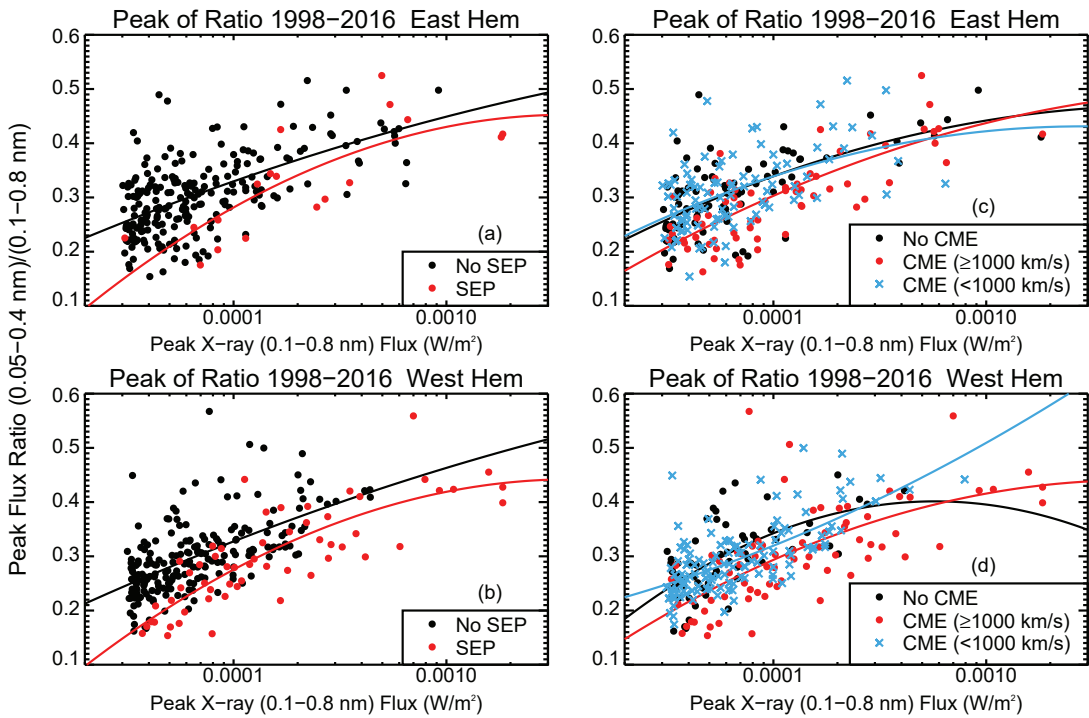 Peak Flux Ratio (0.05−0.4 nm)/(0.1−0.8 nm)
Peak of Ratio 1998−2016 East Hem
0.6
0.5
0.4
0.3
0.2
0.1
(a)
No SEP
SEP
0.0001 0.0010
Peak X−ray (0.1−0.8 nm) Flux (W/m²)
Peak of Ratio 1998−2016 East Hem
0.6
0.5
0.4
0.3
0.2
0.1
(c)
No CME
CME (≥1000 km/s)
CME (<1000 km/s)
0.0001 0.0010
Peak X−ray (0.1−0.8 nm) Flux (W/m²)
Peak of Ratio 1998−2016 West Hem
0.6
0.5
0.4
0.3
0.2
0.1
(b)
No SEP
SEP
0.0001 0.0010
Peak X−ray (0.1−0.8 nm) Flux (W/m²)
Peak of Ratio 1998−2016 West Hem
0.6
0.5
0.4
0.3
0.2
0.1
(d)
No CME
CME (≥1000 km/s)
CME (<1000 km/s)
0.0001 0.0010
Peak X−ray (0.1−0.8 nm) Flux (W/m²)